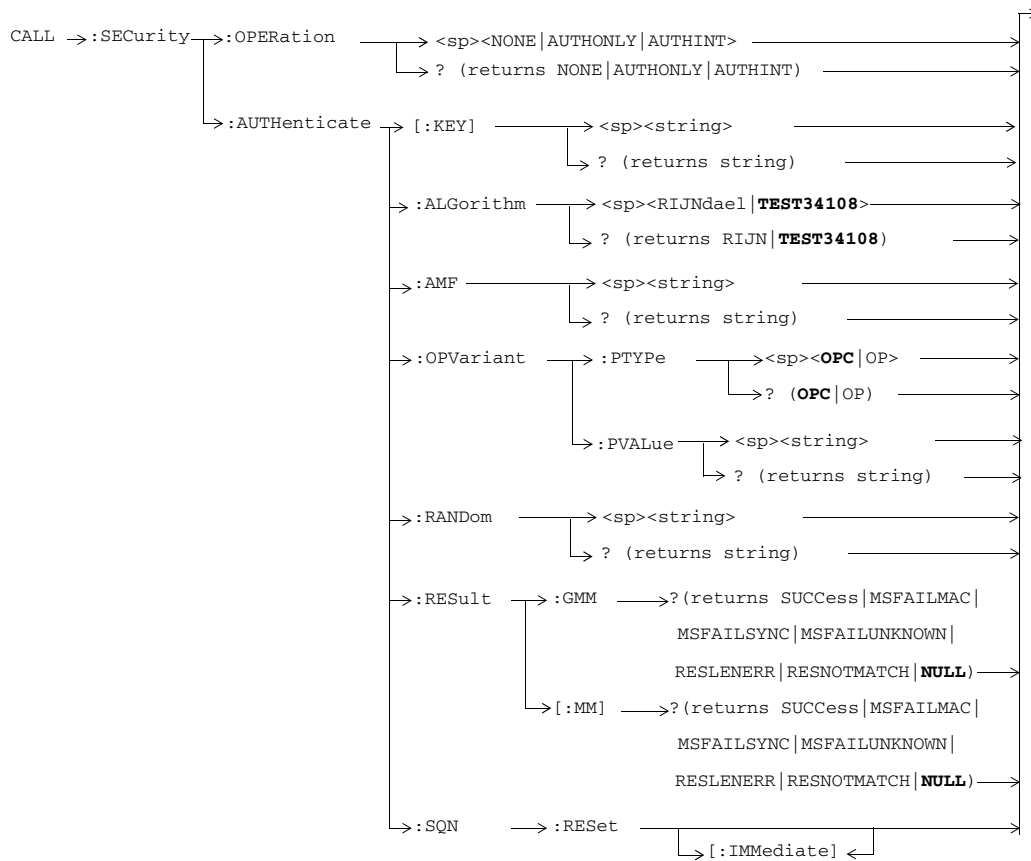 CALL :SECurity :OPERation <sp><NONE|AUTHONLY|AUTHINT>
? (returns NONE|AUTHONLY|AUTHINT)
:AUTHenticate [:KEY] <sp><string>
? (returns string)
:ALGorithm <sp><RIJNdael|TEST34108>
? (returns RIJN|TEST34108)
:AMF <sp><string>
? (returns string)
:OPVariant :PTYPe <sp><OPC|OP>
? (OPC|OP)
:PVALue <sp><string>
? (returns string)
:RANDom <sp><string>
? (returns string)
:RESult :GMM ?(returns SUCCess|MSFAILMAC|
MSFAILSYNC|MSFAILUNKNOWN|
RESLENERR|RESNOTMATCH|NULL)
[:MM] ?(returns SUCCess|MSFAILMAC|
MSFAILSYNC|MSFAILUNKNOWN|
RESLENERR|RESNOTMATCH|NULL)
:SQN :RESet
[:IMMediate]